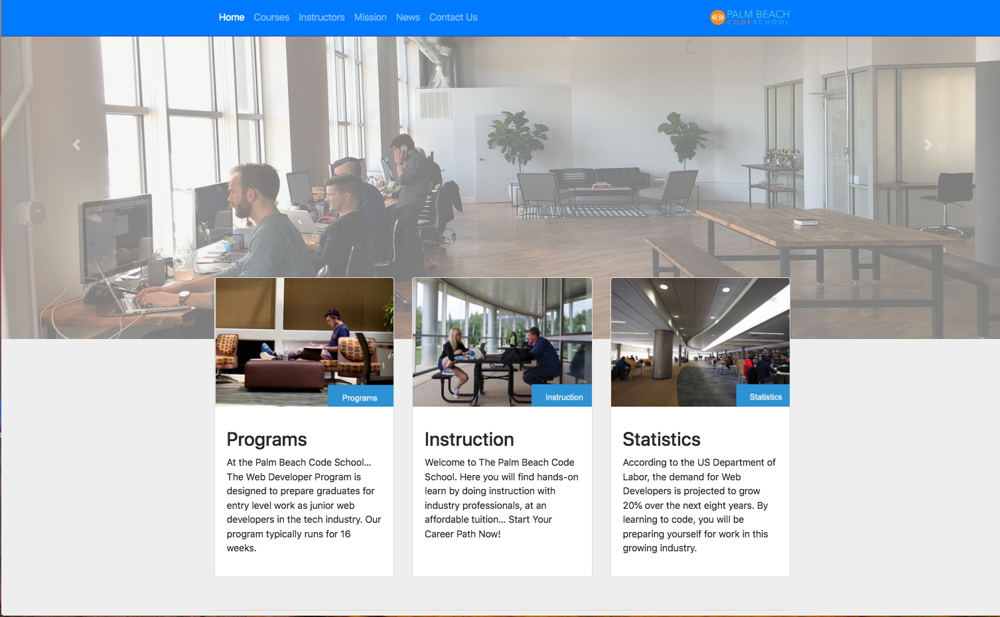 Home Courses Instructors Mission News Contact Us
PALM BEACH
CODESCHOOL
Programs
Instruction
Statistics
Programs
At the Palm Beach Code School...
The Web Developer Program is
designed to prepare graduates for
entry level work as junior web
developers in the tech industry. Our
program typically runs for 16
weeks.
Instruction
Welcome to The Palm Beach Code
School. Here you will find hands-on
learn by doing instruction with
industry professionals, at an
affordable tuition... Start Your
Career Path Now!
Statistics
According to the US Department of
Labor, the demand for Web
Developers is projected to grow
20% over the next eight years. By
learning to code, you will be
preparing yourself for work in this
growing industry.